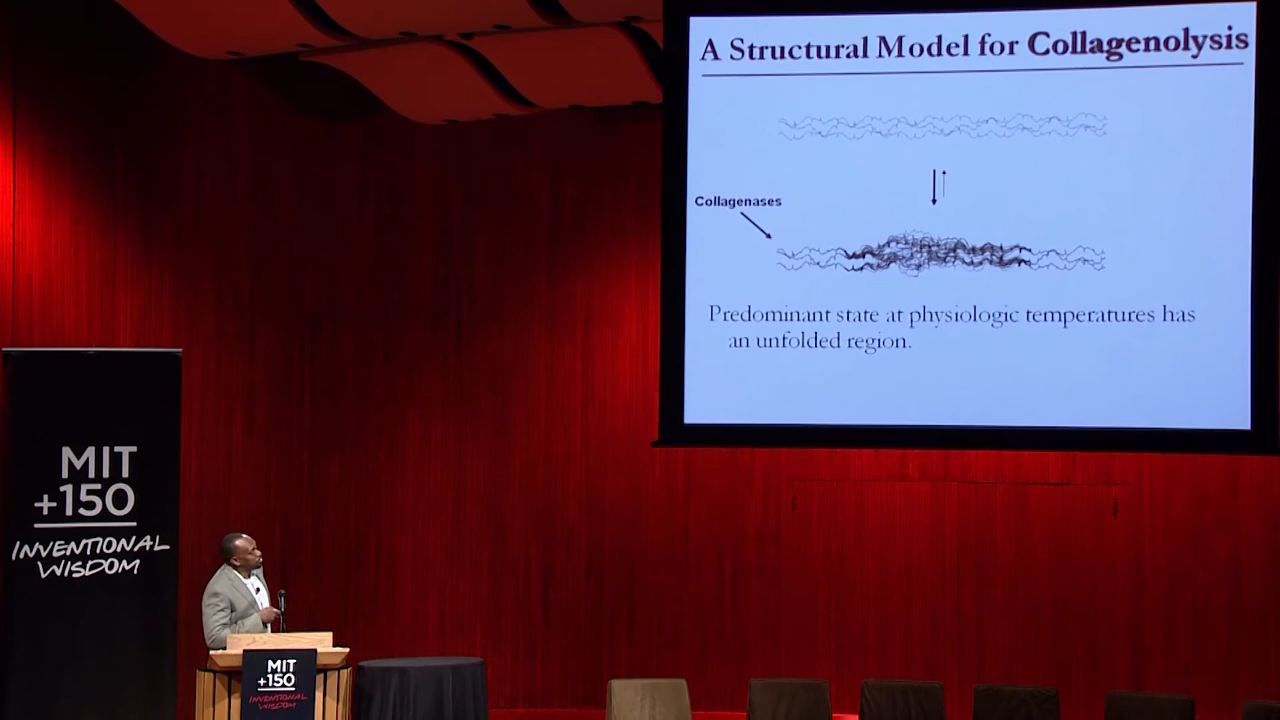 A Structural Model for Collagenolysis
Collagenases
Predominant state at physiologic temperatures has
an unfolded region.
MIT
+150
INVENTIONAL
WISDOM
MIT
+150
INVENTIONAL
WISDOM